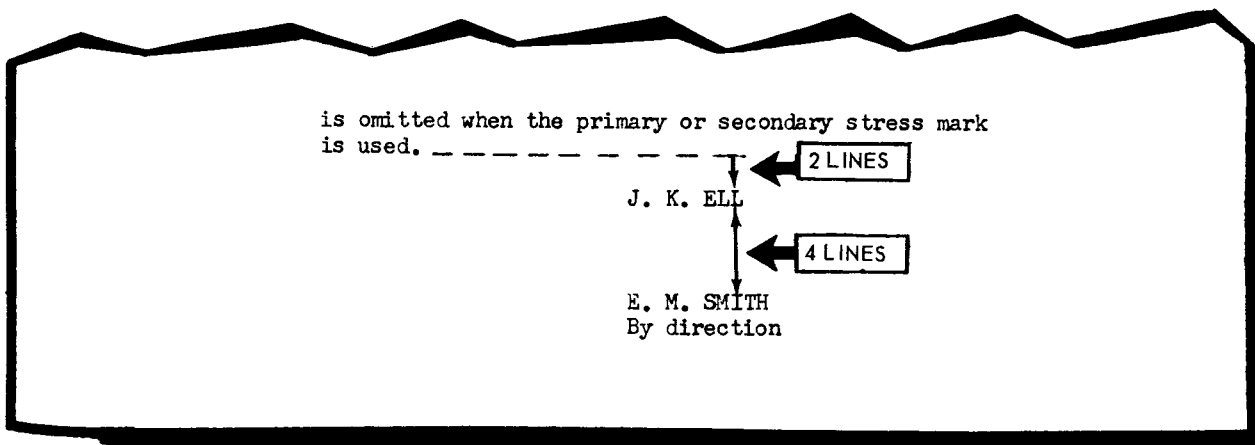 is omitted when the primary or secondary stress mark
is used.
2 LINES
J. K. ELL
4 LINES
E. M. SMITH
By direction